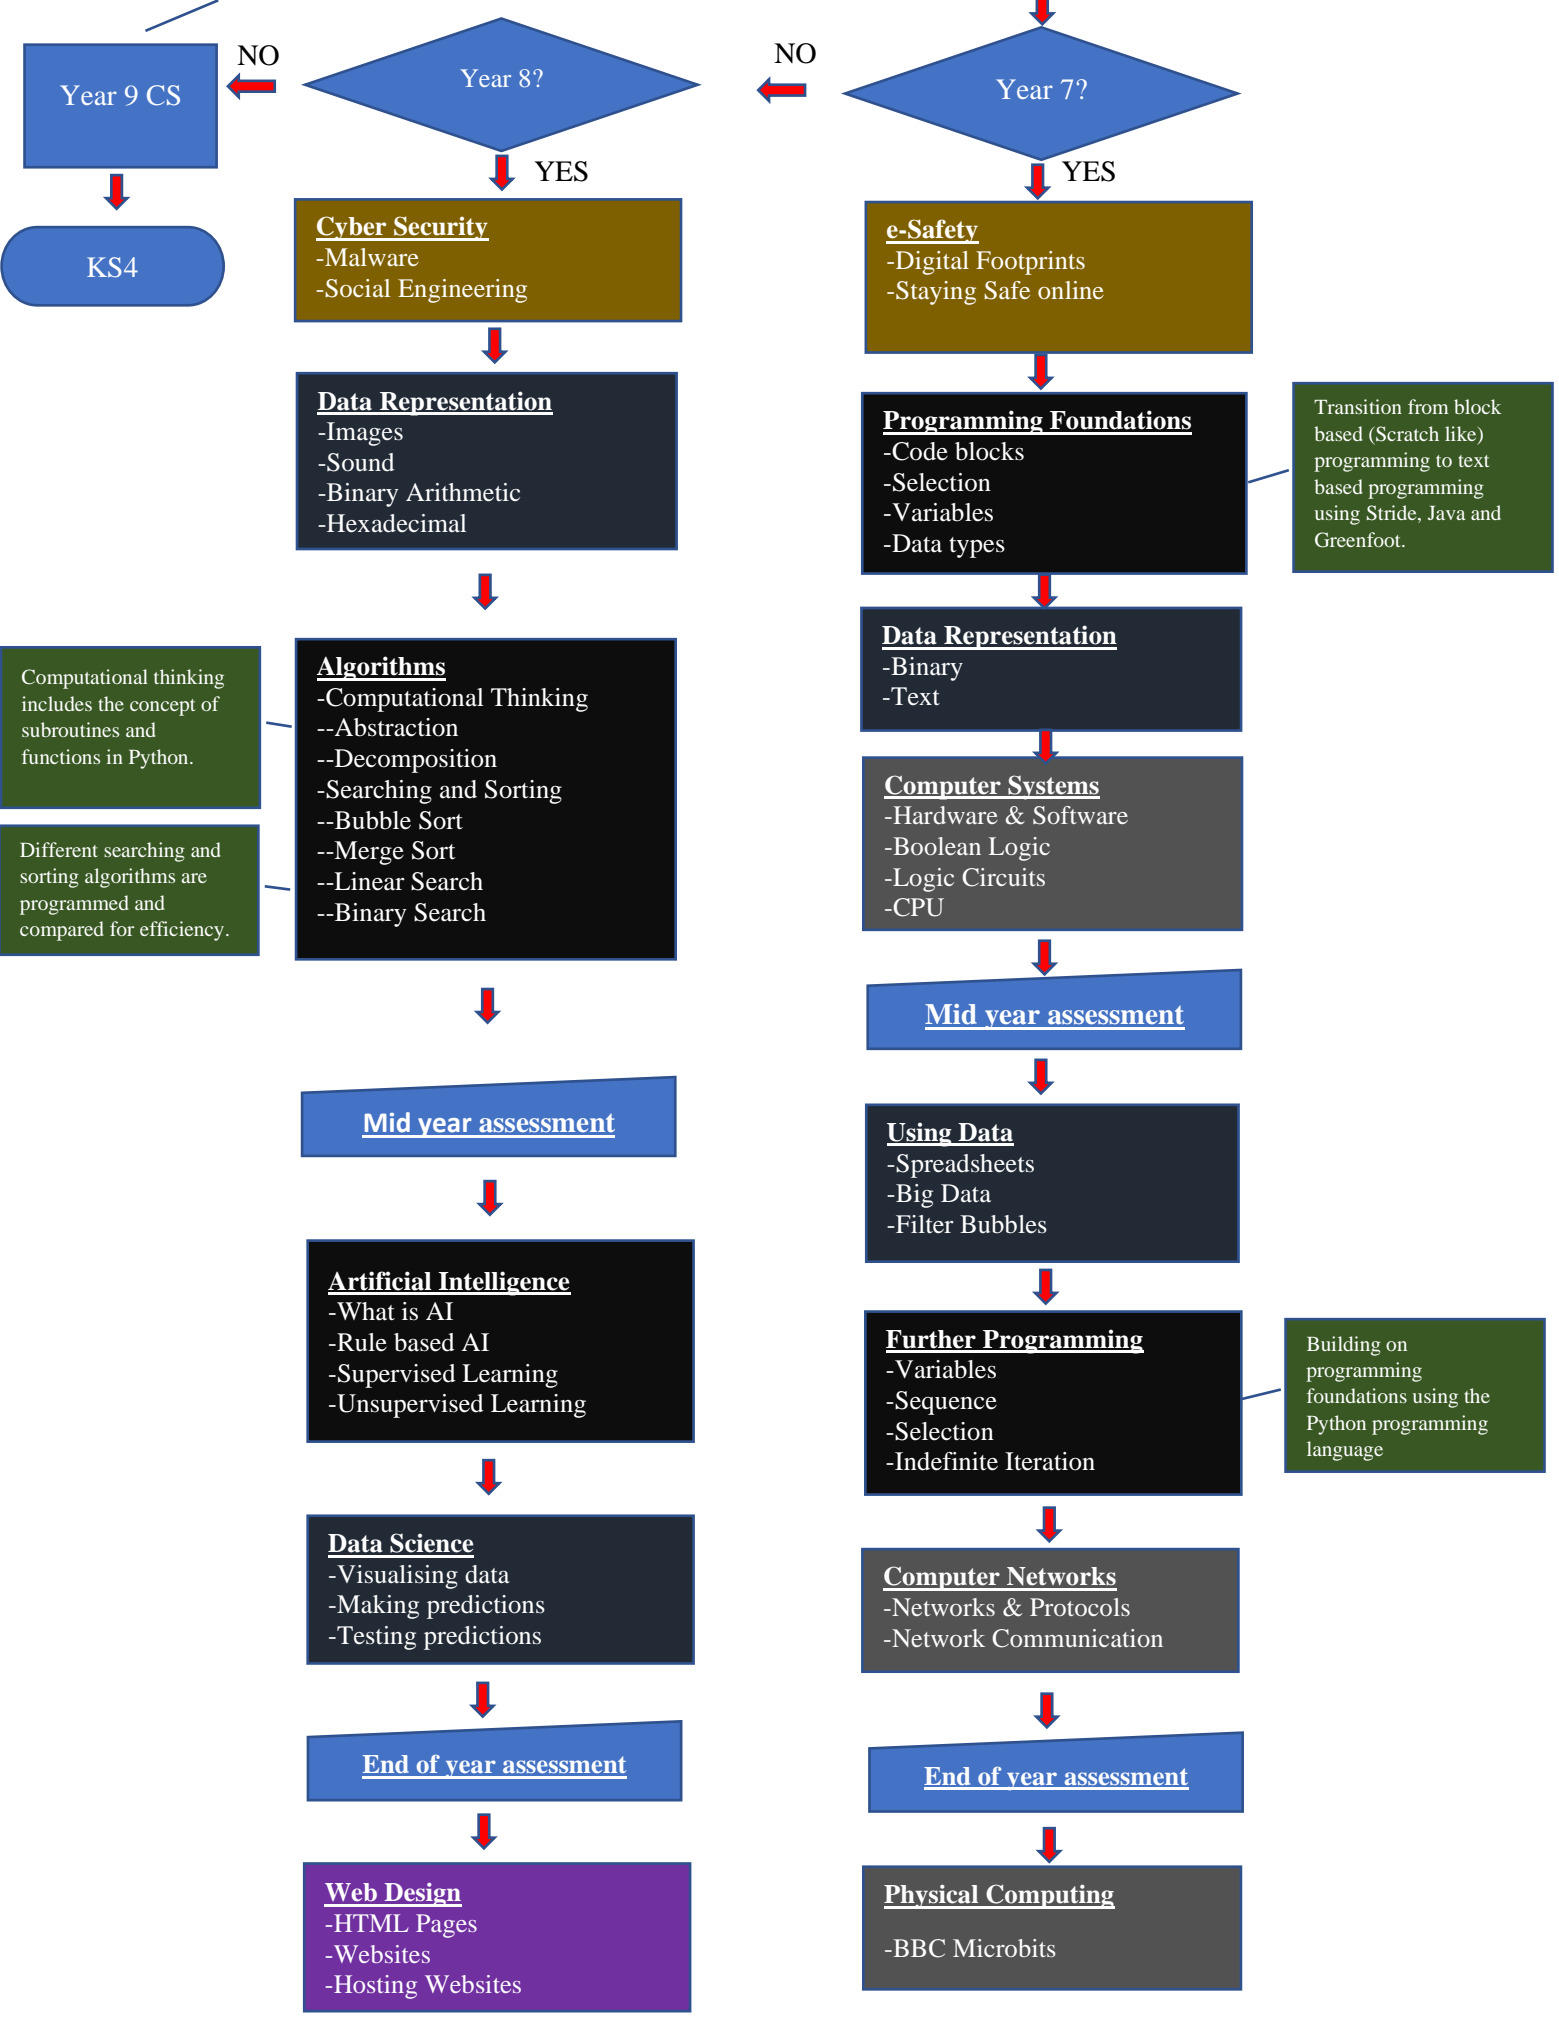 Year 9 CS
NO
Year 8?
NO
Year 7?
YES
YES
KS4
Cyber Security
-Malware
-Social Engineering
Data Representation
-Images
-Sound
-Binary Arithmetic
-Hexadecimal
Computational thinking
includes the concept of
subroutines and
functions in Python.
Different searching and
sorting algorithms are
programmed and
compared for efficiency.
Algorithms
-Computational Thinking
--Abstraction
--Decomposition
-Searching and Sorting
--Bubble Sort
--Merge Sort
--Linear Search
--Binary Search
Mid year assessment
Artificial Intelligence
-What is AI
-Rule based AI
-Supervised Learning
-Unsupervised Learning
Data Science
-Visualising data
-Making predictions
-Testing predictions
End of year assessment
Web Design
-HTML Pages
-Websites
-Hosting Websites
e-Safety
-Digital Footprints
-Staying Safe online
Programming Foundations
-Code blocks
-Selection
-Variables
-Data types
Transition from block
based (Scratch like)
programming to text
based programming
using Stride, Java and
Greenfoot.
Data Representation
-Binary
-Text
Computer Systems
-Hardware & Software
-Boolean Logic
-Logic Circuits
-CPU
Mid year assessment
Using Data
-Spreadsheets
-Big Data
-Filter Bubbles
Further Programming
-Variables
-Sequence
-Selection
-Indefinite Iteration
Building on
programming
foundations using the
Python programming
language
Computer Networks
-Networks & Protocols
-Network Communication
End of year assessment
Physical Computing
-BBC Microbits